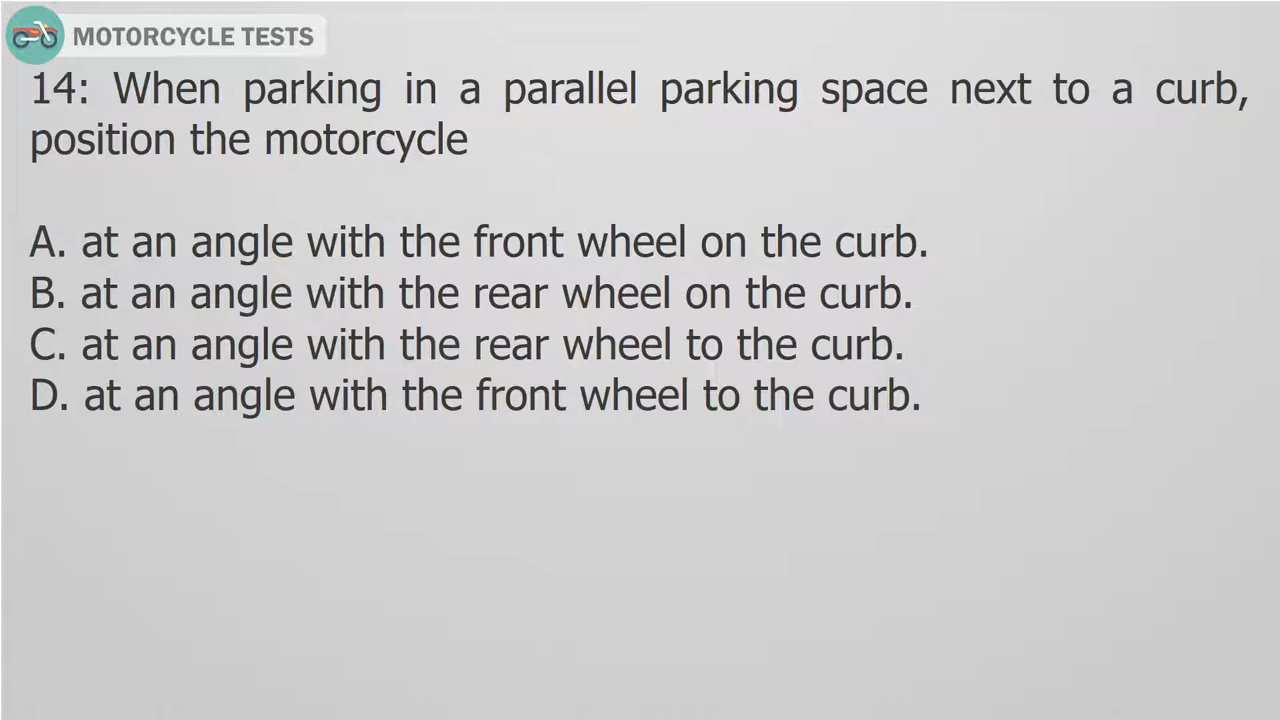 MOTORCYCLE TESTS
14: When parking in a parallel parking space next to a curb,
position the motorcycle
A. at an angle with the front wheel on the curb.
B. at an angle with the rear wheel on the curb.
C. at an angle with the rear wheel to the curb.
D. at an angle with the front wheel to the curb.